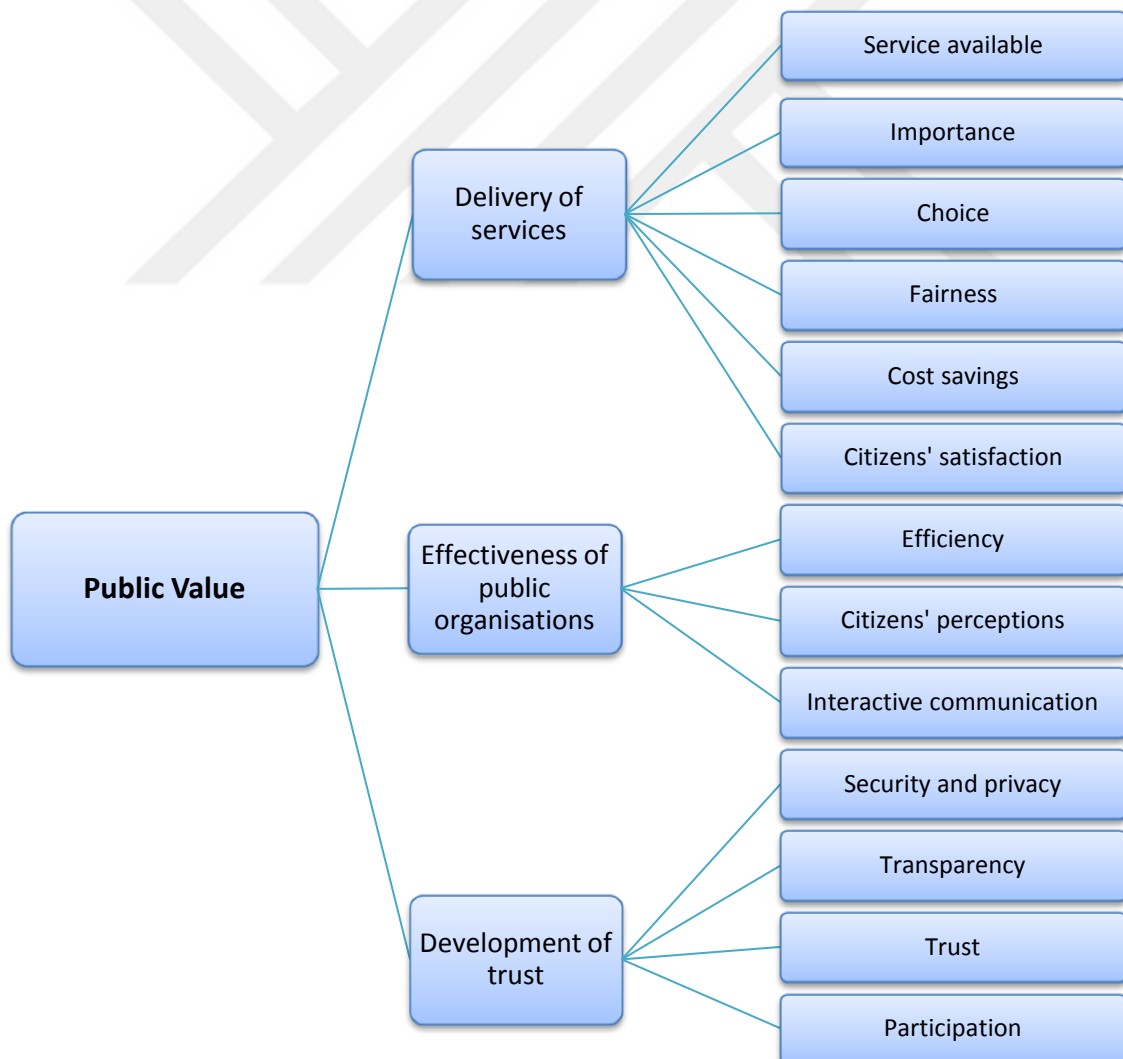 Public Value
Delivery of
services
Service available
Importance
Choice
Fairness
Cost savings
Citizens' satisfaction
Effectiveness of
public
organisations
Efficiency
Citizens' perceptions
Interactive communication
Development of
trust
Security and privacy
Transparency
Trust
Participation